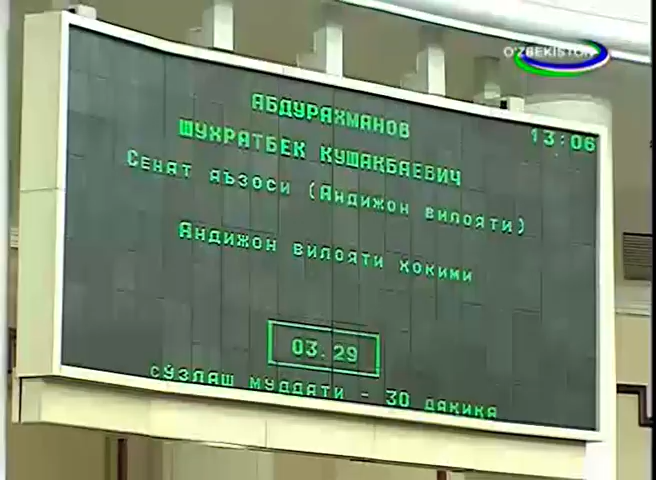 O'ZBEKISTON
АБДУРАХМАНОВ
13:06
ШУХРАТБЕК КУШАКБАЕВИЧ
Сенат аъзоси (Андижон вилояти)
Андижон вилояти хокими
03.29
сўзлаш муддати - 30 дакика